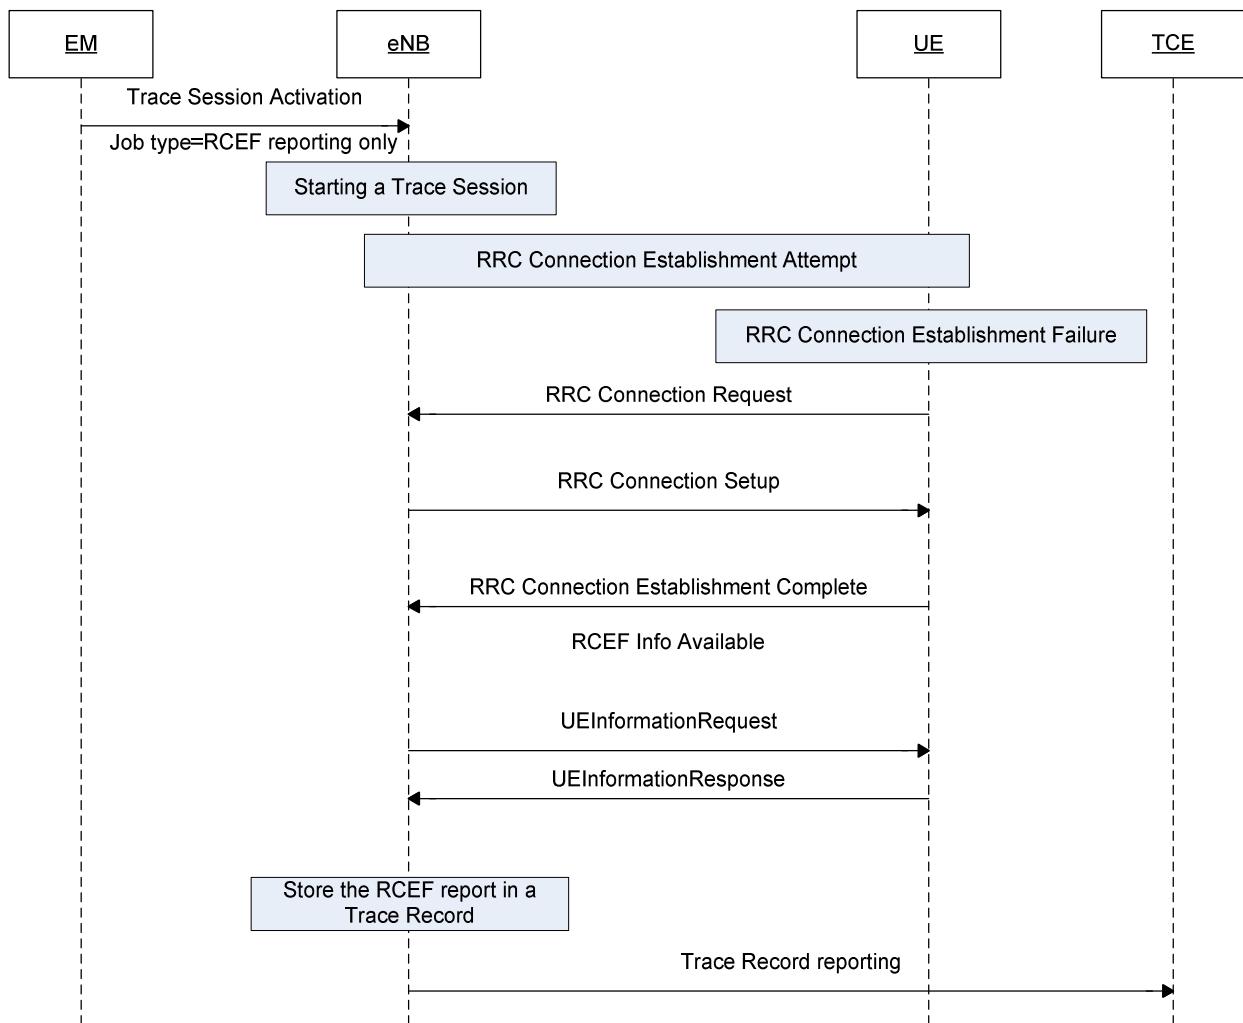 EM
eNB
UE
TCE
Trace Session Activation
Job type=RCEF reporting only
Starting a Trace Session
RRC Connection Establishment Attempt
RRC Connection Establishment Failure
RRC Connection Request
RRC Connection Setup
RRC Connection Establishment Complete
RCEF Info Available
UEInformationRequest
UEInformationResponse
Store the RCEF report in a
Trace Record
Trace Record reporting